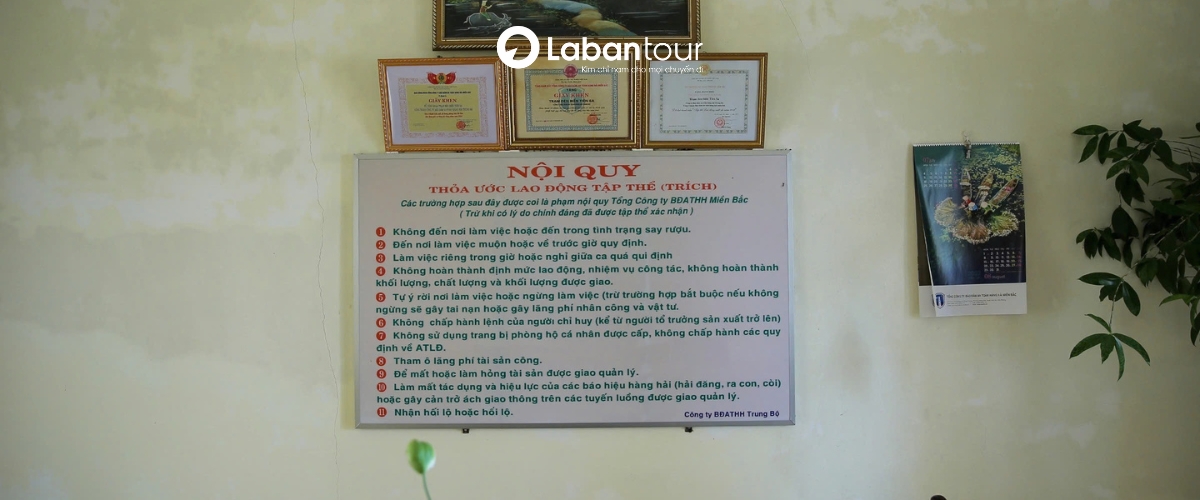 Labantour
Kim chỉ nam cho mọi chuyến đi
GIẤY KHEN
GIẤY KHEN
NỘI QUY
THỎA ƯỚC LAO ĐỘNG TẬP THỂ (TRÍCH)
Các trường hợp sau đây được coi là phạm nội quy Tổng Công ty BĐATHH Miền Bắc
( Trừ khi có lý do chính đáng đã được tập thể xác nhận )
1 Không đến nơi làm việc hoặc đến trong tình trạng say rượu.
2 Đến nơi làm việc muộn hoặc về trước giờ quy định.
3 Làm việc riêng trong giờ hoặc nghỉ giữa ca quá qui định
4 Không hoàn thành định mức lao động, nhiệm vụ công tác, không hoàn thành
khối lượng, chất lượng và khối lượng được giao.
5 Tự ý rời nơi làm việc hoặc ngừng làm việc (trừ trường hợp bắt buộc nếu không
ngừng sẽ gây tai nạn hoặc gây lãng phí nhân công và vật tư.
6 Không chấp hành lệnh của người chỉ huy (kể từ người tổ trưởng sản xuất trở lên)
7 Không sử dụng trang bị phòng hộ cá nhân được cấp, không chấp hành các quy
định về ATLĐ.
8 Tham ô lãng phí tài sản công.
9 Để mất hoặc làm hỏng tài sản được giao quản lý.
10 Làm mất tác dụng và hiệu lực của các báo hiệu hàng hải (hải đăng, ra con, còi)
hoặc gây cản trở ách giao thông trên các tuyến luồng được giao quản lý.
11 Nhận hối lộ hoặc hối lộ.
Công ty BĐATHH Trung Bộ